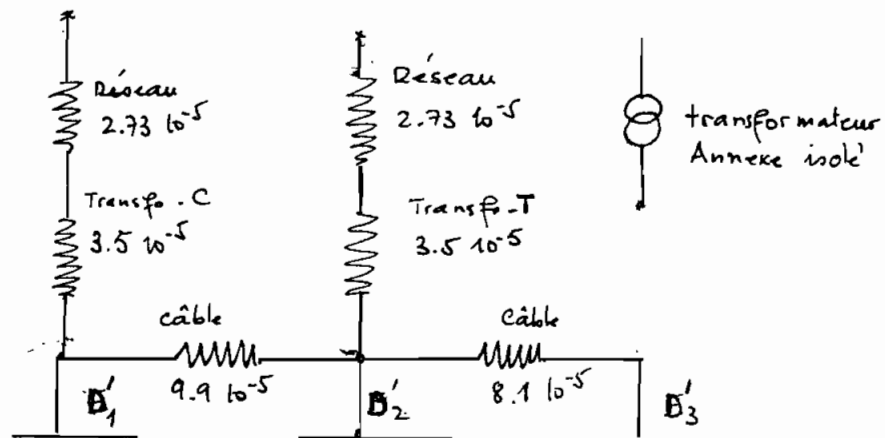 Réseau
2.73 10⁻⁵
Réseau
2.73 10⁻⁵
transformateur
Annexe isolé
Transfo - C
3.5 10⁻⁵
Transfo - T
3.5 10⁻⁵
câble
9.9 10⁻⁵
Câble
8.1 10⁻⁵
B'₁
B'₂
B'₃